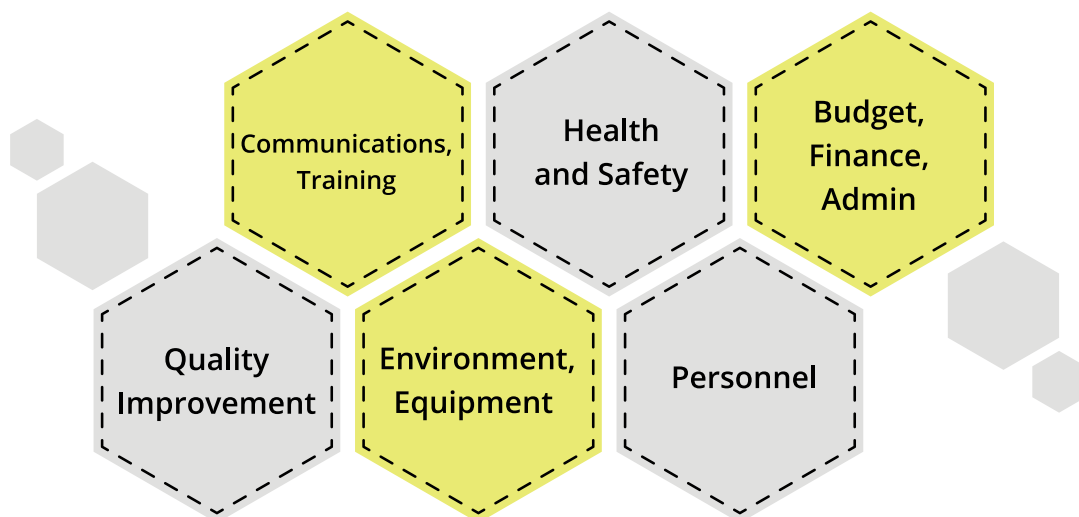 Communications,
Training
Health
and Safety
Budget,
Finance,
Admin
Quality
Improvement
Environment,
Equipment
Personnel